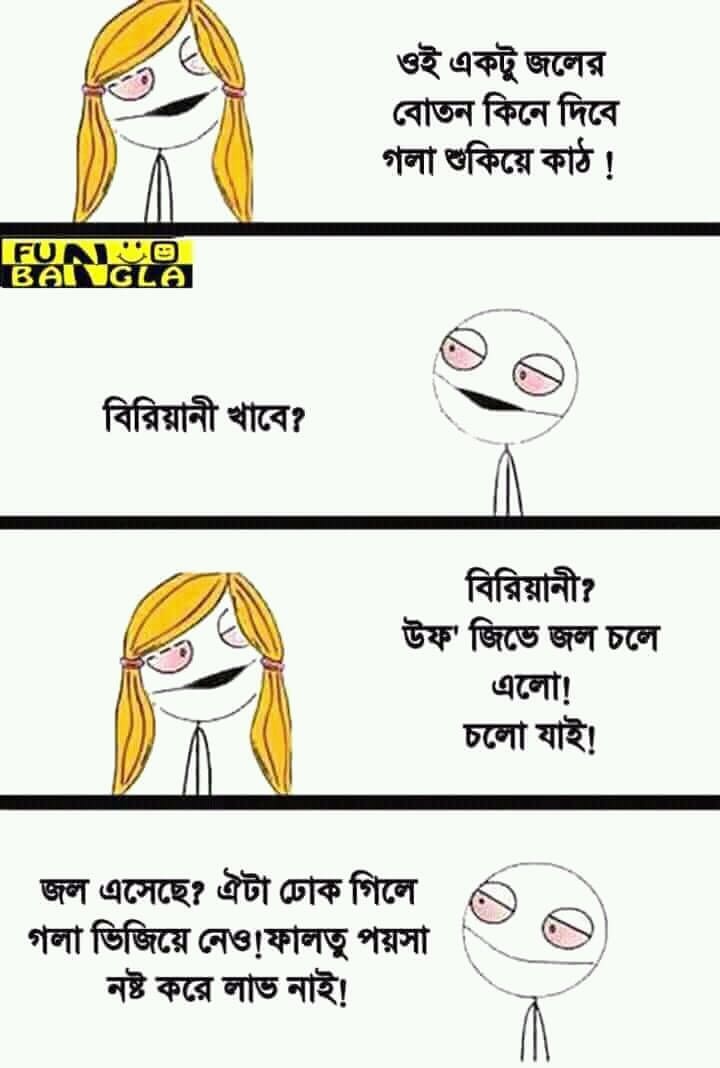 ওই একটু জলের
বোতন কিনে দিবে
গলা শুকিয়ে কাঠ !
FUN
BANGLA
বিরিয়ানী খাবে?
বিরিয়ানী?
উফ' জিভে জল চলে
এলো!
চলো যাই!
জল এসেছে? ঐটা ঢোক গিলে
গলা ভিজিয়ে নেও!ফালতু পয়সা
নষ্ট করে লাভ নাই!